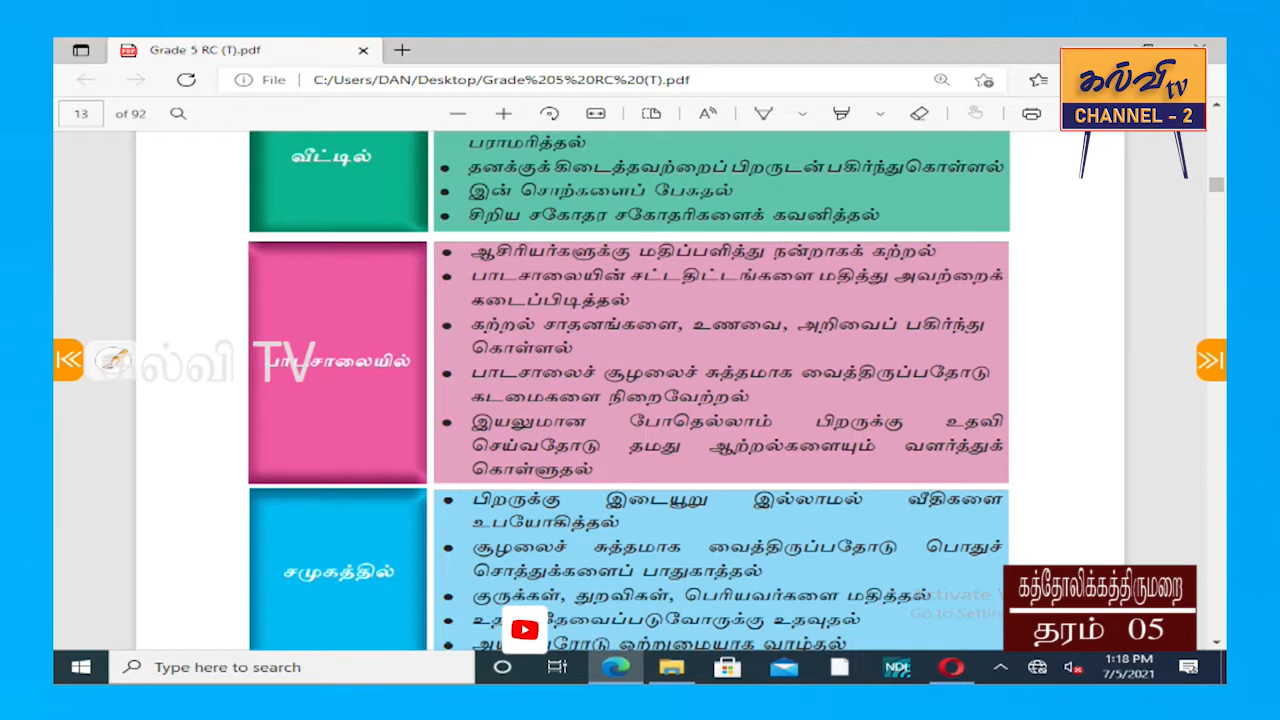 Grade 5 RC (T).pdf
கல்வி tv
CHANNEL - 2
File C:/Users/DAN/Desktop/Grade%205%20RC%20(T).pdf
13 of 92
பராமரித்தல்
வீட்டில்
• தனக்குக்கிடைத்தவற்றைப் பிறருடன் பகிர்ந்துகொள்ளல்
• இன் சொற்களைப் பேசுதல்
• சிறிய சகோதர சகோதரிகளைக் கவனித்தல்
பாடசாலையில்
• ஆசிரியர்களுக்கு மதிப்பளித்து நன்றாகக் கற்றல்
• பாடசாலையின் சட்டதிட்டங்களை மதித்து அவற்றைக்
கடைப்பிடித்தல்
• கற்றல் சாதனங்களை, உணவை, அறிவைப் பகிர்ந்து
கொள்ளல்
• பாடசாலைச் சூழலைச் சுத்தமாக வைத்திருப்பதோடு
கடமைகளை நிறைவேற்றல்
• இயலுமான போதெல்லாம் பிறருக்கு உதவி
செய்வதோடு தமது ஆற்றல்களையும் வளர்த்துக்
கொள்ளுதல்
கல்வி TV
சமுகத்தில்
• பிறருக்கு இடையூறு இல்லாமல் வீதிகளை
உபயோகித்தல்
• சூழலைச் சுத்தமாக வைத்திருப்பதோடு பொதுச்
சொத்துக்களைப் பாதுகாத்தல்
• குருக்கள், துறவிகள், பெரியவர்களை மதித்தல்
• தேவைப்படுவோருக்கு உதவுதல்
• ஒற்றுமையாக வாழ்தல்
கத்தோலிக்கத்திருமறை
தரம் 05
Type here to search
NDI
1:18 PM
7/5/2021